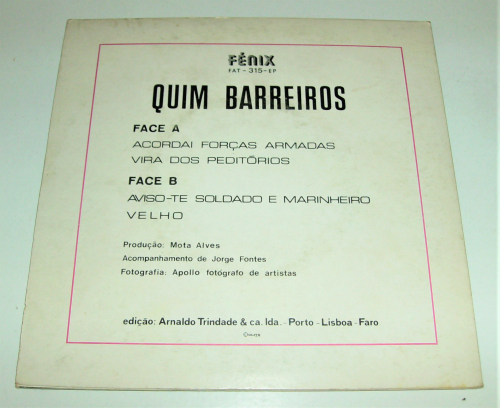 FÉNIX
FAT - 315 - EP
QUIM BARREIROS
FACE A
ACORDAI FORÇAS ARMADAS
VIRA DOS PEDITÓRIOS
FACE B
AVISO-TE SOLDADO E MARINHEIRO
VELHO
Produção: Mota Alves
Acompanhamento de Jorge Fontes
Fotografia: Apollo fotógrafo de artistas
edição: Arnaldo Trindade & ca. lda. - Porto - Lisboa - Faro